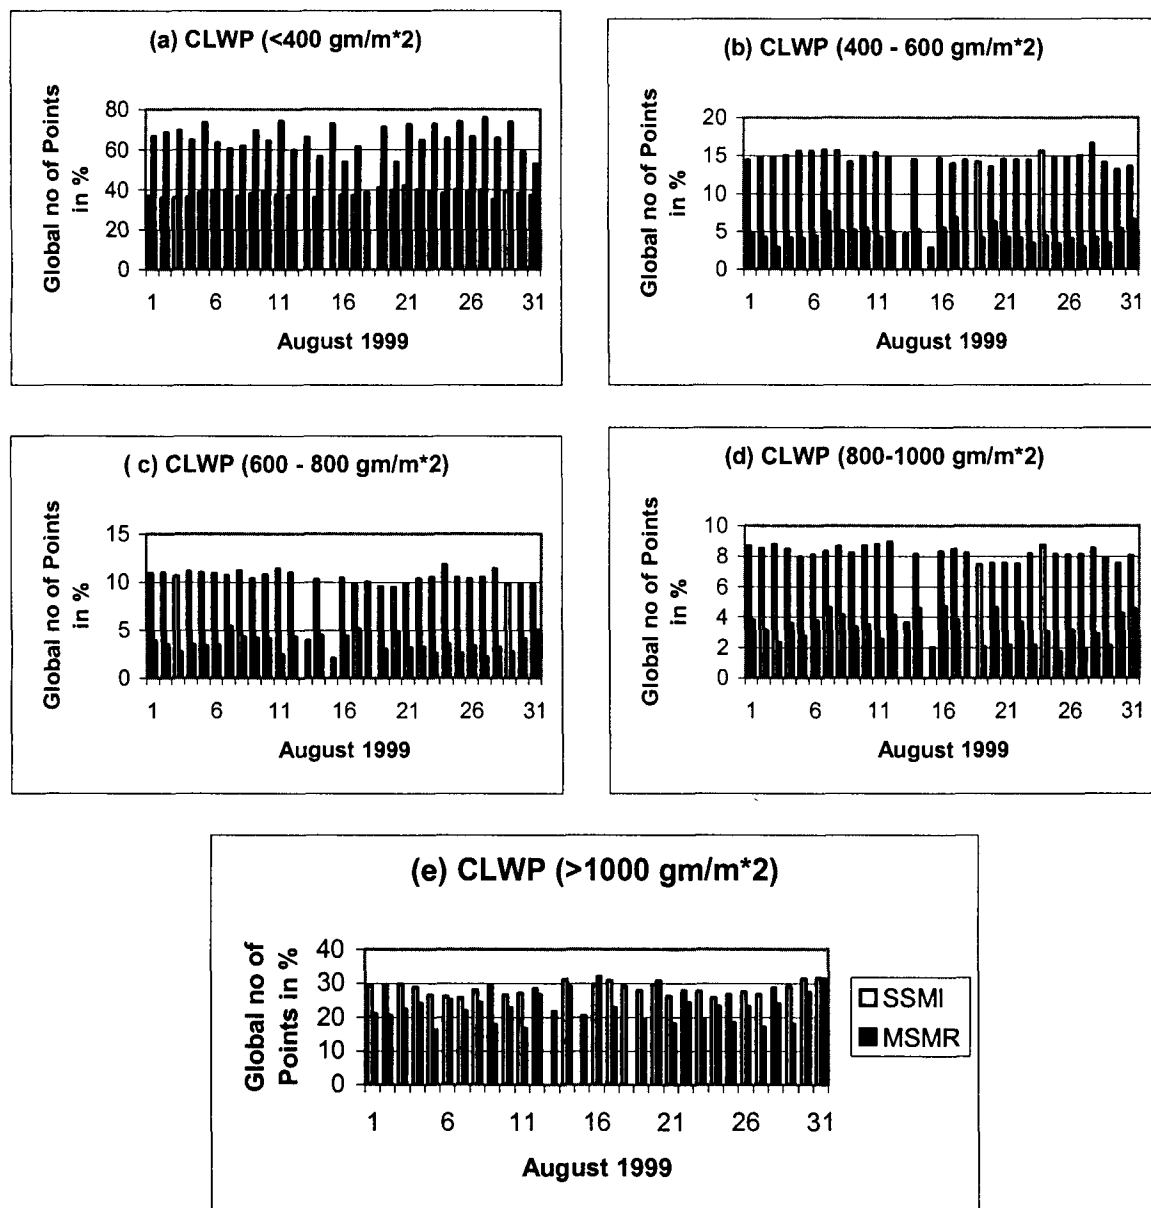 (a) CLWP (<400 gm/m*2)
Global no of Points
in %
80
60
40
20
0
1 6 11 16 21 26 31
August 1999
(b) CLWP (400 - 600 gm/m*2)
Global no of Points
in %
20
15
10
5
0
1 6 11 16 21 26 31
August 1999
( c) CLWP (600 - 800 gm/m*2)
Global no of Points
in %
15
10
5
0
1 6 11 16 21 26 31
August 1999
(d) CLWP (800-1000 gm/m*2)
Global no of Points
in %
10
8
6
4
2
0
1 6 11 16 21 26 31
August 1999
(e) CLWP (>1000 gm/m*2)
Global no of
Points in %
40
30
20
10
0
1 6 11 16 21 26 31
August 1999
SSMI
MSMR